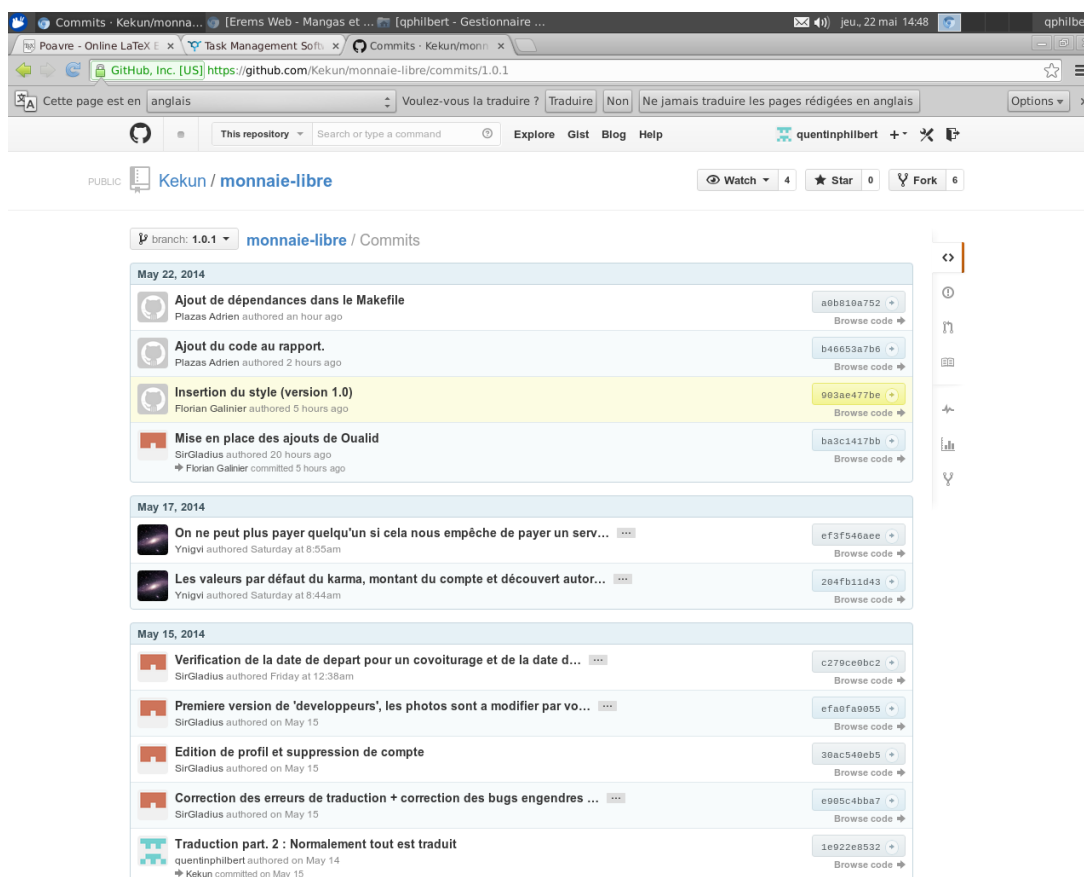 Commits · Kekun/monna... [Erems Web - Mangas et ... [qphilbert - Gestionnaire ... jeu., 22 mai 14:48 qphilbe
Poavre - Online LaTeX E × Task Management Soft × Commits · Kekun/monn ×
GitHub, Inc. [US] https://github.com/Kekun/monnaie-libre/commits/1.0.1
Cette page est en anglais Voulez-vous la traduire ? Traduire Non Ne jamais traduire les pages rédigées en anglais Options
This repository Search or type a command Explore Gist Blog Help quentinphilbert
PUBLIC Kekun / monnaie-libre Watch 4 Star 0 Fork 6
branch: 1.0.1 monnaie-libre / Commits
May 22, 2014
Ajout de dépendances dans le Makefile
Plazas Adrien authored an hour ago
a0b810a752
Browse code
Ajout du code au rapport.
Plazas Adrien authored 2 hours ago
b46653a7b6
Browse code
Insertion du style (version 1.0)
Florian Galinier authored 5 hours ago
903ae477be
Browse code
Mise en place des ajouts de Oualid
SirGladius authored 20 hours ago
Florian Galinier committed 5 hours ago
ba3c1417bb
Browse code
May 17, 2014
On ne peut plus payer quelqu'un si cela nous empêche de payer un serv... ...
Ynigvi authored Saturday at 8:55am
ef3f546aee
Browse code
Les valeurs par défaut du karma, montant du compte et découvert autor... ...
Ynigvi authored Saturday at 8:44am
204fb11d43
Browse code
May 15, 2014
Verification de la date de depart pour un covoiturage et de la date d... ...
SirGladius authored Friday at 12:38am
c279ce0bc2
Browse code
Premiere version de 'developpeurs', les photos sont a modifier par vo... ...
SirGladius authored on May 15
efa0fa9055
Browse code
Edition de profil et suppression de compte
SirGladius authored on May 15
30ac540eb5
Browse code
Correction des erreurs de traduction + correction des bugs engendres ... ...
SirGladius authored on May 15
e905c4bba7
Browse code
Traduction part. 2 : Normalement tout est traduit
quentinphilbert authored on May 14
Kekun committed on May 15
1e922e8532
Browse code